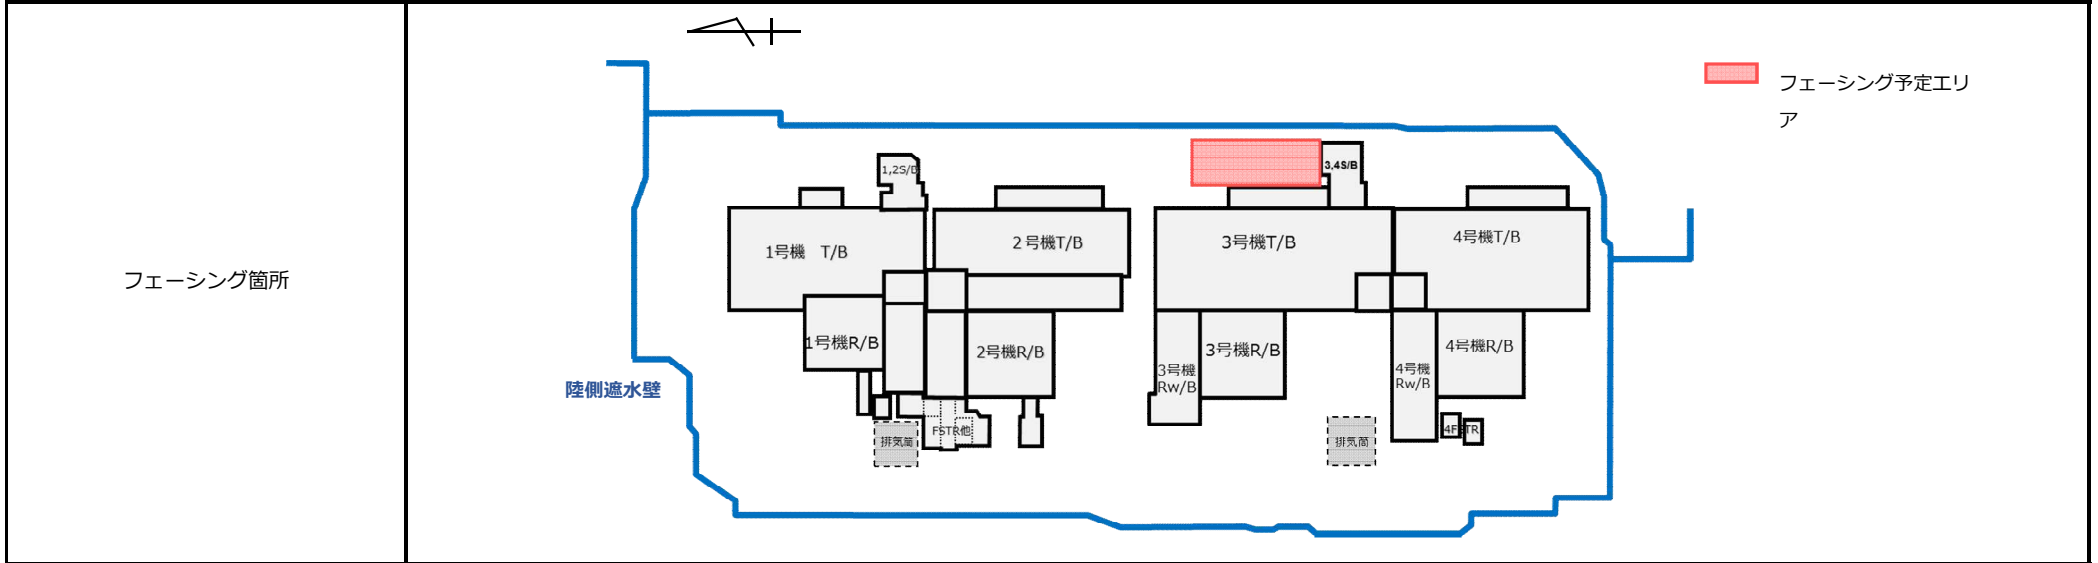 フェーシング箇所
フェーシング予定エリ
ア
1,2S/B
3,4S/B
1号機 T/B
2号機T/B
3号機T/B
4号機T/B
1号機R/B
2号機R/B
3号機
Rw/B
3号機R/B
4号機
Rw/B
4号機R/B
陸側遮水壁
排気筒
FSTR他
排気筒
4FSTR